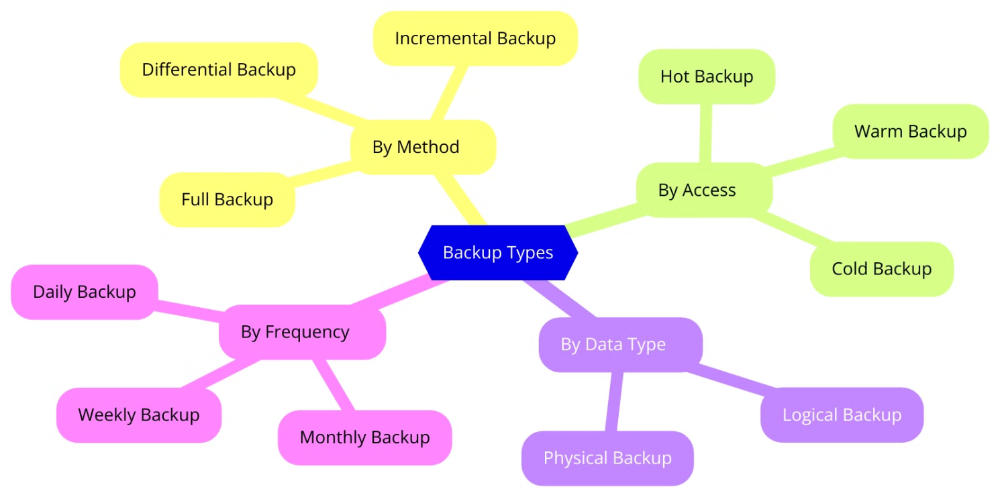 Incremental Backup
Differential Backup
Hot Backup
Warm Backup
By Method
By Access
Full Backup
Backup Types
Cold Backup
Daily Backup
By Frequency
By Data Type
Weekly Backup
Logical Backup
Monthly Backup
Physical Backup